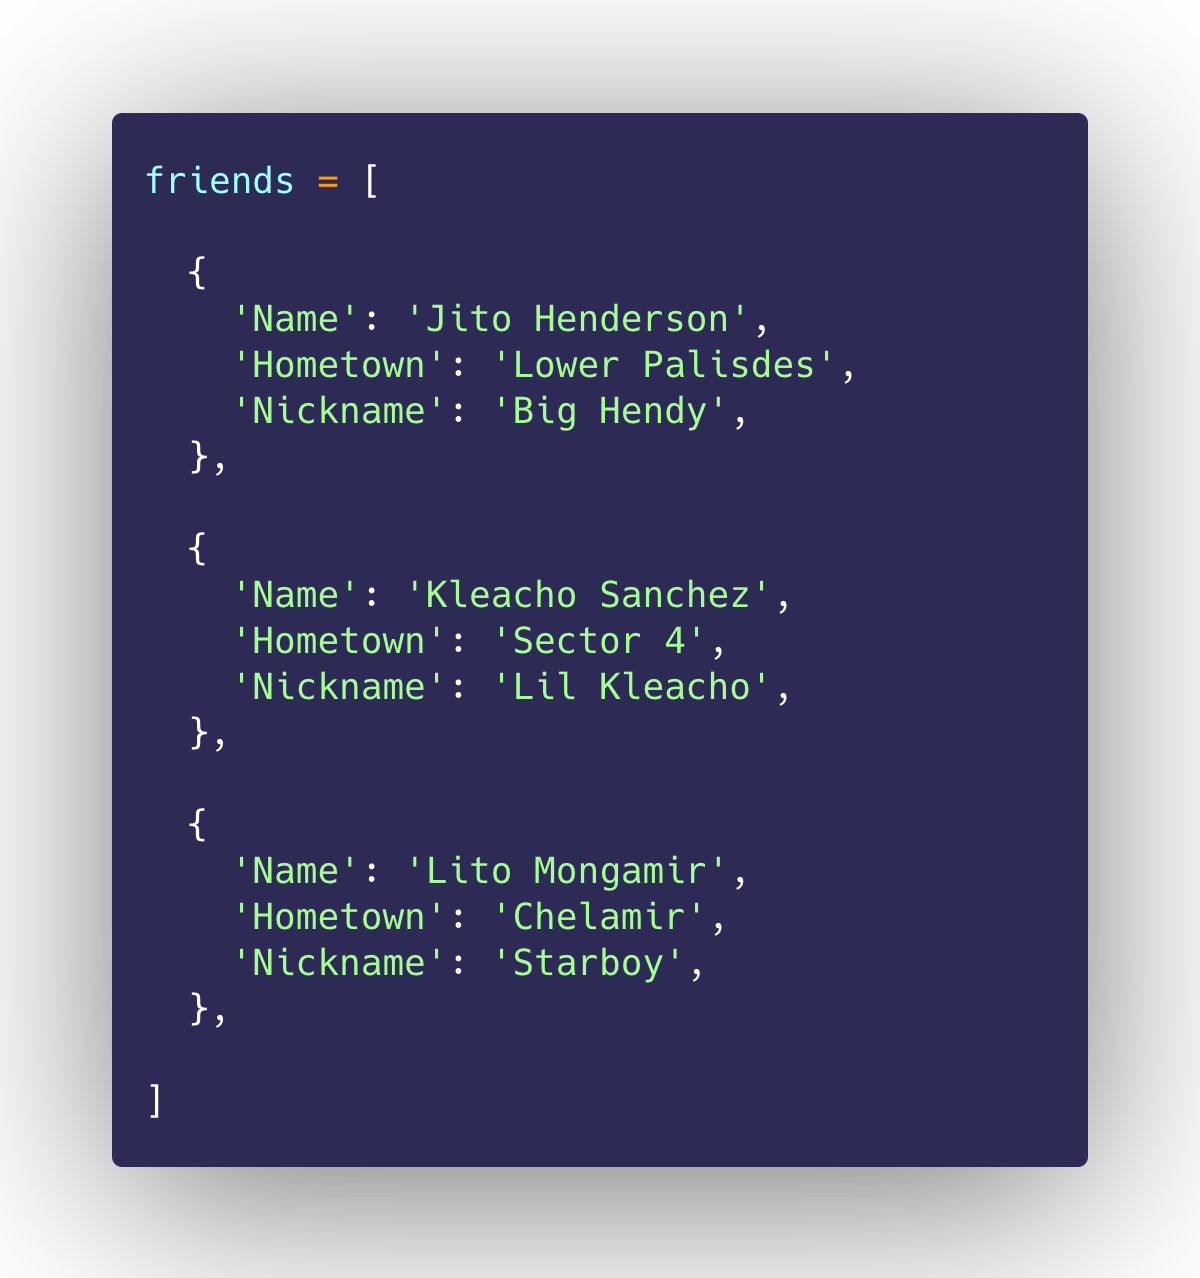 friends = [
{
'Name': 'Jito Henderson',
'Hometown': 'Lower Palisdes',
'Nickname': 'Big Hendy',
},
{
'Name': 'Kleacho Sanchez',
'Hometown': 'Sector 4',
'Nickname': 'Lil Kleacho',
},
{
'Name': 'Lito Mongamir',
'Hometown': 'Chelamir',
'Nickname': 'Starboy',
},
]